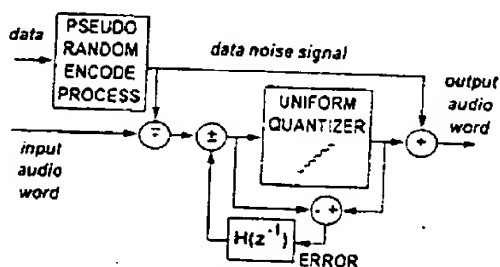 data
PSEUDO
RANDOM
ENCODE
PROCESS
data noise signal
output
audio
word
UNIFORM
QUANTIZER
input
audio
word
∓
±
+
- +
H(z⁻¹)
ERROR